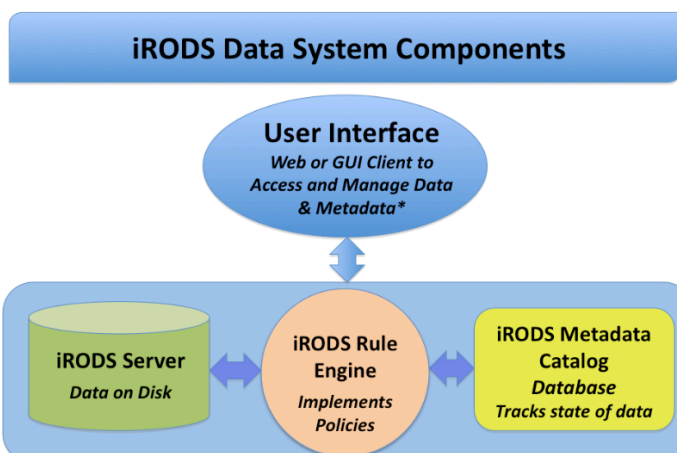 iRODS Data System Components
User Interface
Web or GUI Client to
Access and Manage Data
& Metadata*
iRODS Server
Data on Disk
iRODS Rule
Engine
Implements
Policies
iRODS Metadata
Catalog
Database
Tracks state of data